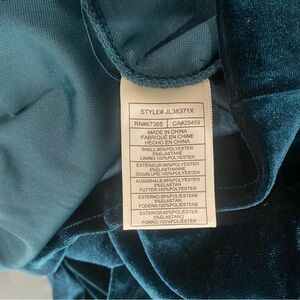 STYLE# JL38371X
RN#67365 CA#25459
MADE IN CHINA
FABRIQUÉ EN CHINE
HECHO EN CHINA
SHELL:95%POLYESTER
5%ELASTANE
LINING:100%POLYESTER
EXTÉRIEUR:95%POLYESTER
5%ÉLASTHANNE
DOUBLURE:100%POLYESTER
AUSERHALB:95%POLYESTER
5%ELASTAN
FUTTER:100%POLYESTER
ESTERNO:95%POLIESTERE
5%ELASTAN
FODERA:100%POLIESTERE
EXTERIOR:95%POLIÉSTER
5%ELASTANO
FORRO:100%POLIÉSTER